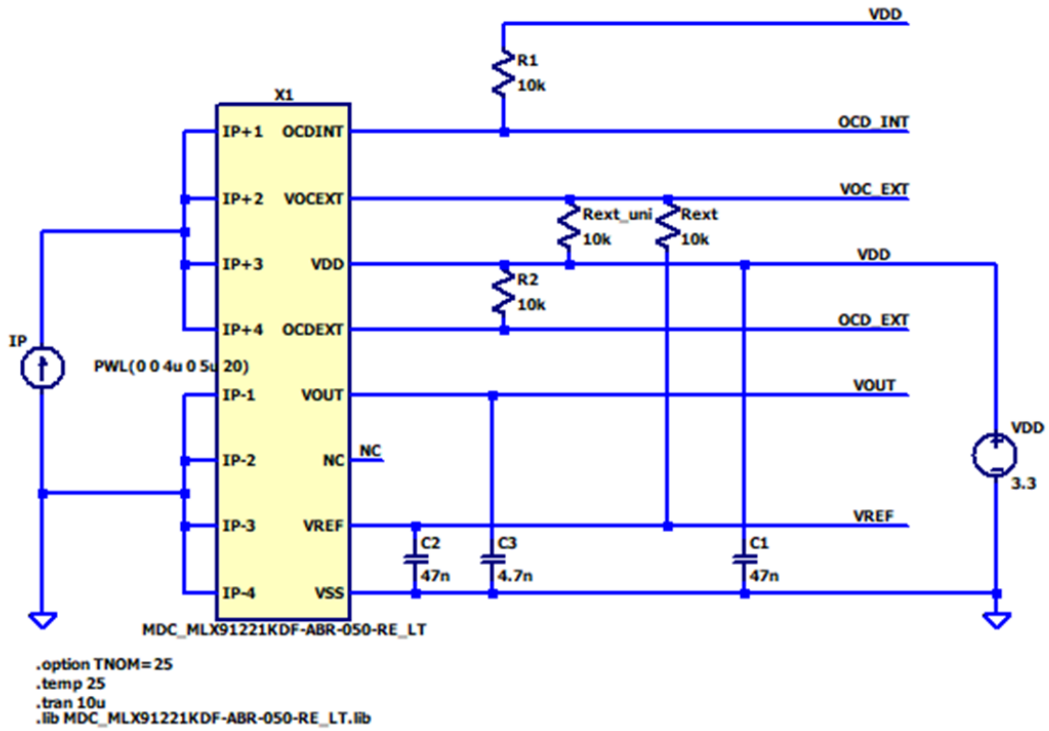 VDD
R1
10k
X1
IP+1 OCDINT OCD_INT
IP+2 VOCEXT VOC_EXT
Rext_uni Rext
10k 10k
IP+3 VDD VDD
R2
10k
IP+4 OCDEXT OCD_EXT
IP
PWL(0 0 4u 0 5u 20)
IP-1 VOUT VOUT
VDD
IP-2 NC NC
3.3
IP-3 VREF VREF
C2 C3 C1
47n 4.7n 47n
IP-4 VSS
MDC_MLX91221KDF-ABR-050-RE_LT
.option TNOM=25
.temp 25
.tran 10u
.lib MDC_MLX91221KDF-ABR-050-RE_LT.lib